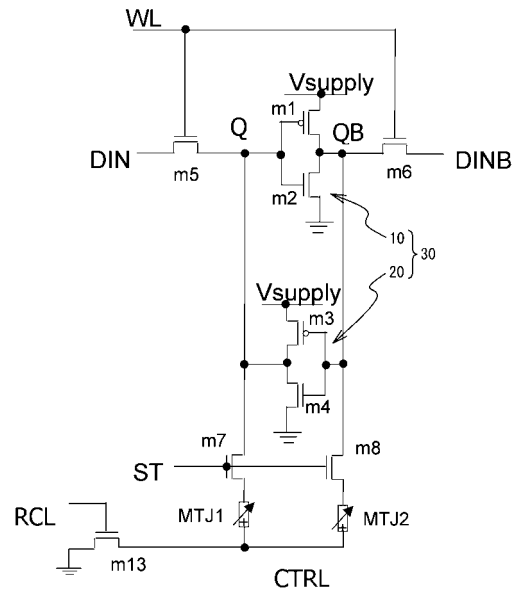 WL
Vsupply
m1
Q
QB
DIN
m5
m2
m6
DINB
10
20
30
Vsupply
m3
m4
m7
m8
ST
MTJ1
+
MTJ2
+
RCL
m13
CTRL